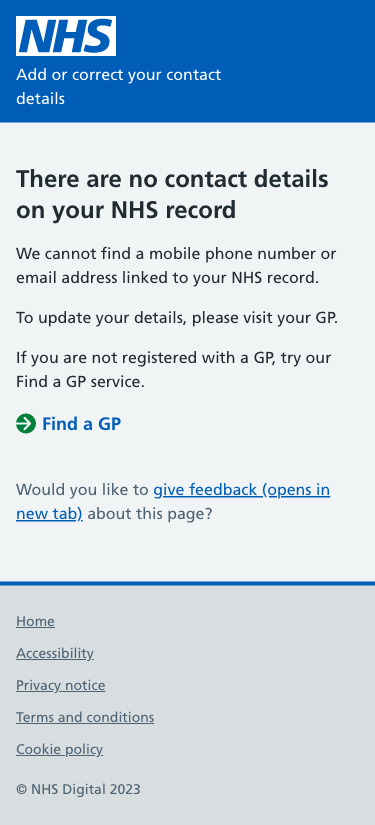 NHS
Add or correct your contact
details
There are no contact details
on your NHS record
We cannot find a mobile phone number or
email address linked to your NHS record.
To update your details, please visit your GP.
If you are not registered with a GP, try our
Find a GP service.
Find a GP
Would you like to give feedback (opens in
new tab) about this page?
Home
Accessibility
Privacy notice
Terms and conditions
Cookie policy
© NHS Digital 2023